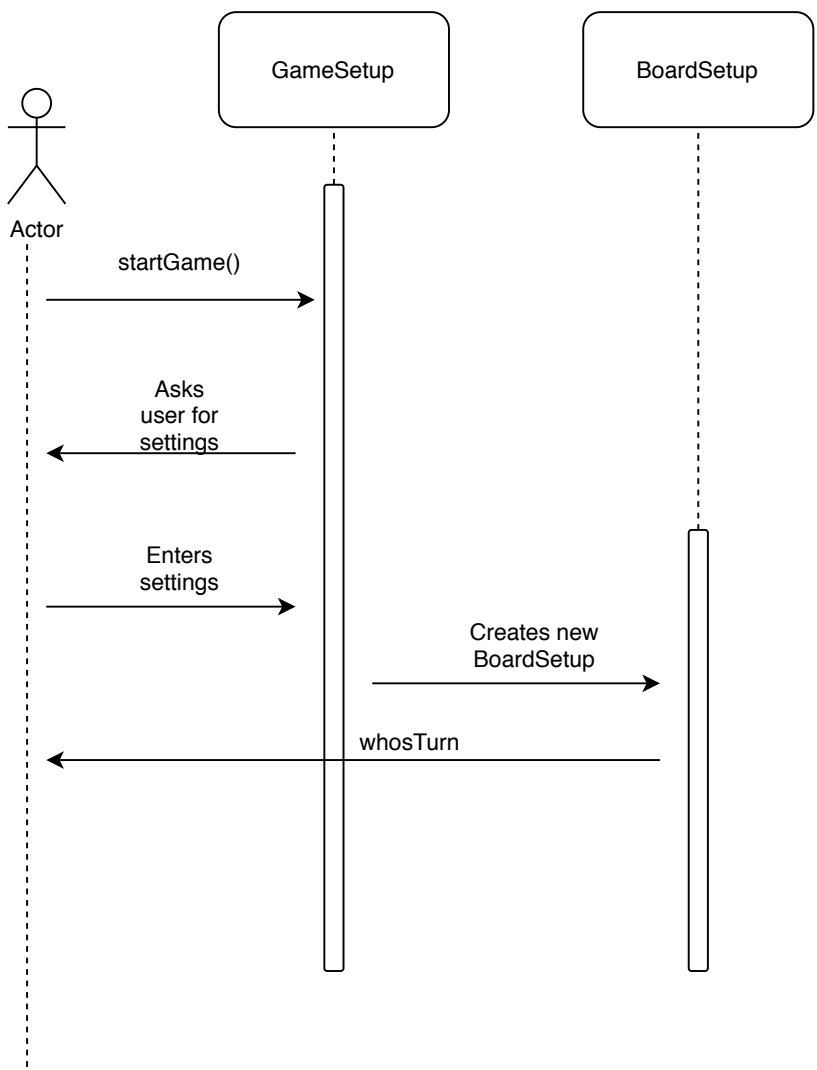 GameSetup
BoardSetup
Actor
startGame()
Asks
user for
settings
Enters
settings
Creates new
BoardSetup
whosTurn